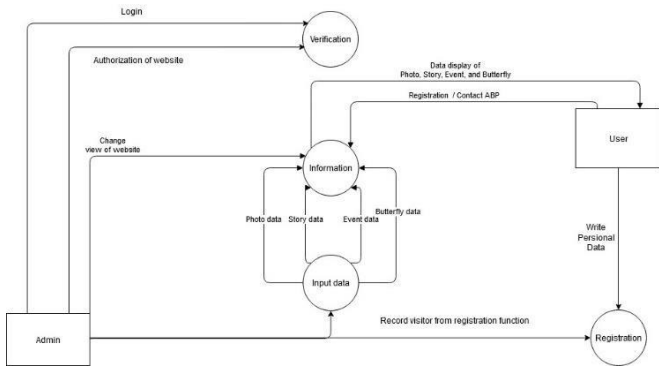 Login
Verification
Authorization of website
Data display of
Photo, Story, Event, and Butterfly
Registration / Contact ABP
User
Change
view of website
Information
Photo data
Story data
Event data
Butterfly data
Write
Persional
Data
Input data
Record visitor from registration function
Admin
Registration